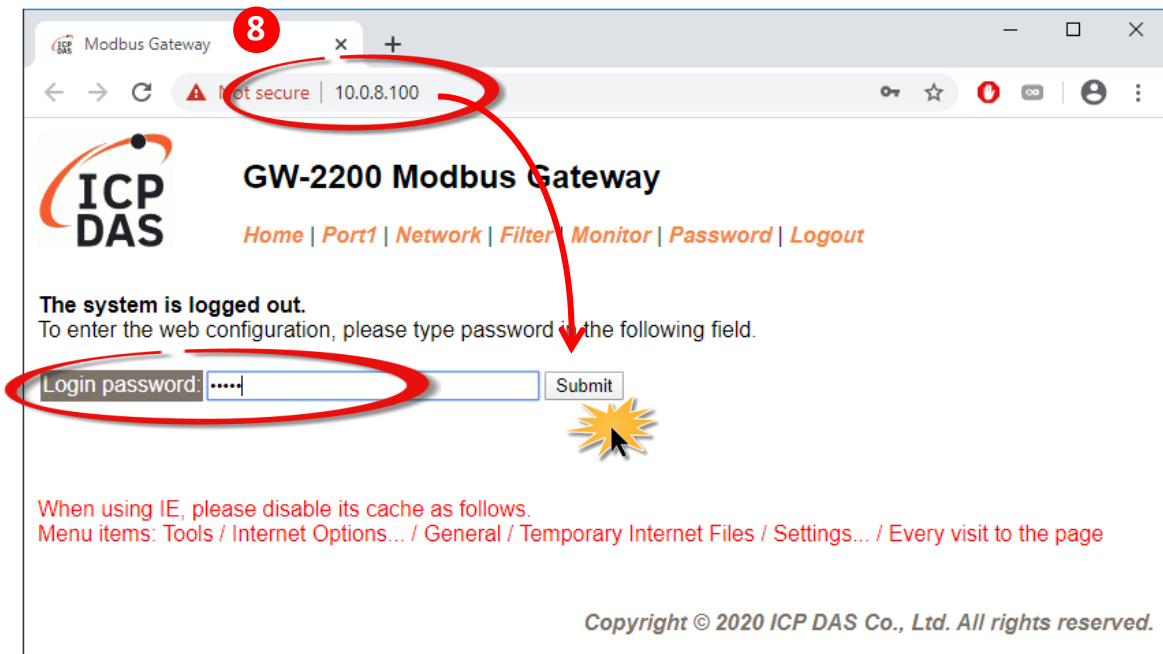 Modbus Gateway
8
Not secure | 10.0.8.100
ICP DAS
GW-2200 Modbus Gateway
Home | Port1 | Network | Filter | Monitor | Password | Logout
The system is logged out.
To enter the web configuration, please type password in the following field.
Login password: ••••• Submit
When using IE, please disable its cache as follows.
Menu items: Tools / Internet Options... / General / Temporary Internet Files / Settings... / Every visit to the page
Copyright © 2020 ICP DAS Co., Ltd. All rights reserved.